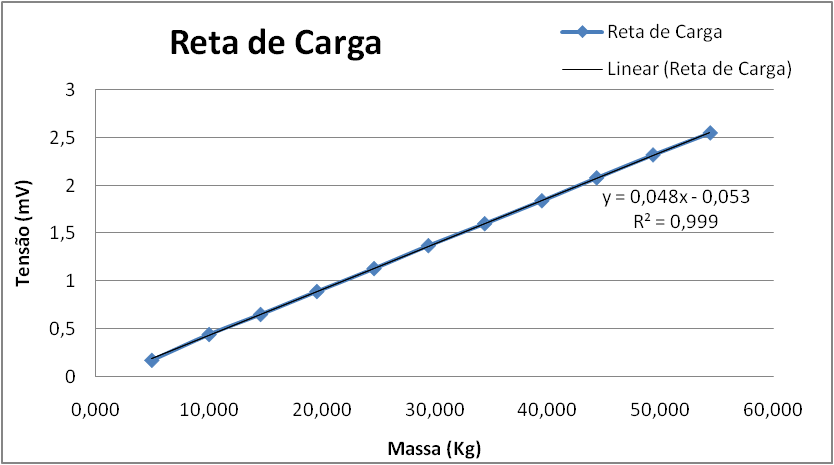 Reta de Carga
Reta de Carga
Linear (Reta de Carga)
3
2,5
2
1,5
1
0,5
0
Tensão (mV)
y = 0,048x - 0,053
R² = 0,999
0,000 10,000 20,000 30,000 40,000 50,000 60,000
Massa (Kg)